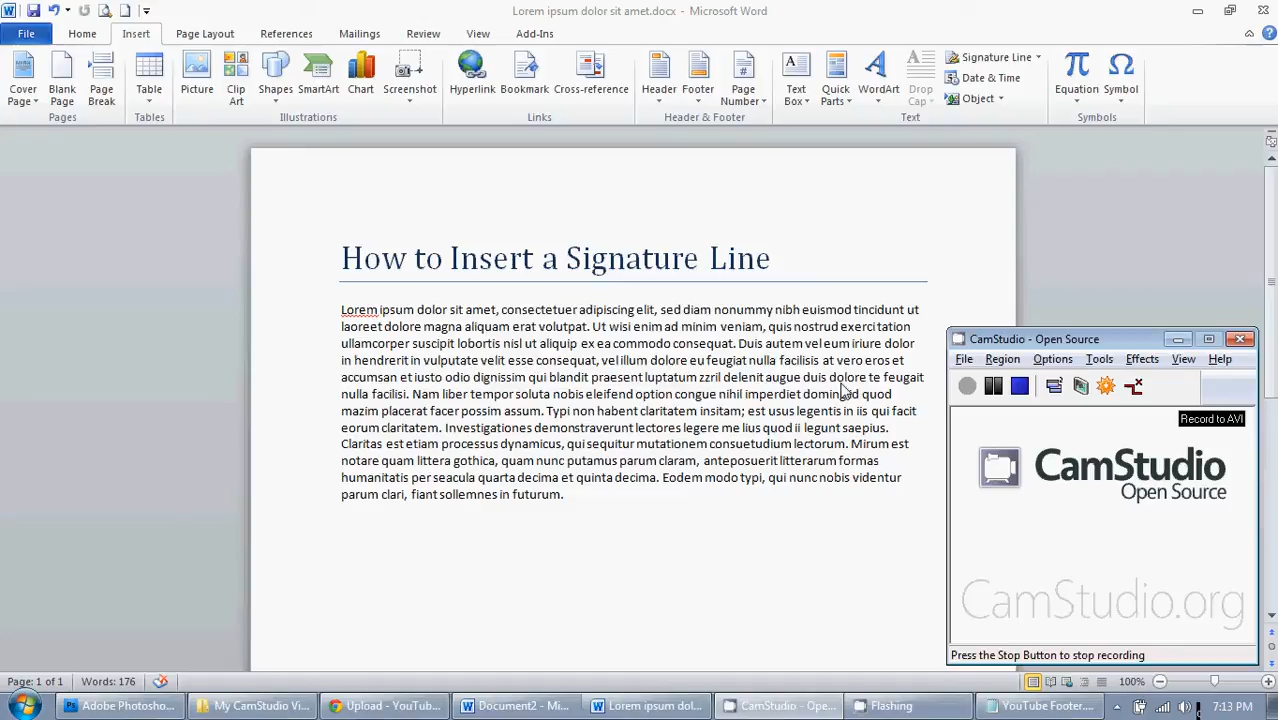 Lorem ipsum dolor sit amet.docx - Microsoft Word
File Home Insert Page Layout References Mailings Review View Add-Ins
Cover Page
Blank Page
Page Break
Table
Picture
Clip Art
Shapes
SmartArt
Chart
Screenshot
Hyperlink
Bookmark
Cross-reference
Header
Footer
Page Number
Text Box
Quick Parts
WordArt
Drop Cap
Signature Line
Date & Time
Object
Equation
Symbol
Pages Tables Illustrations Links Header & Footer Text Symbols
How to Insert a Signature Line
Lorem ipsum dolor sit amet, consectetuer adipiscing elit, sed diam nonummy nibh euismod tincidunt ut
laoreet dolore magna aliquam erat volutpat. Ut wisi enim ad minim veniam, quis nostrud exerci tation
ullamcorper suscipit lobortis nisl ut aliquip ex ea commodo consequat. Duis autem vel eum iriure dolor
in hendrerit in vulputate velit esse consequat, vel illum dolore eu feugiat nulla facilisis at vero eros et
accumsan et iusto odio dignissim qui blandit praesent luptatum zzril delenit augue duis dolore te feugait
nulla facilisi. Nam liber tempor soluta nobis eleifend option congue nihil imperdiet doming id quod
mazim placerat facer possim assum. Typi non habent claritatem insitam; est usus legentis in iis qui facit
eorum claritatem. Investigationes demonstraverunt lectores legere me lius quod ii legunt saepius.
Claritas est etiam processus dynamicus, qui sequitur mutationem consuetudium lectorum. Mirum est
notare quam littera gothica, quam nunc putamus parum claram, anteposuerit litterarum formas
humanitatis per seacula quarta decima et quinta decima. Eodem modo typi, qui nunc nobis videntur
parum clari, fiant sollemnes in futurum.
CamStudio - Open Source
File Region Options Tools Effects View Help
Record to AVI
CamStudio
Open Source
CamStudio.org
Press the Stop Button to stop recording
Page: 1 of 1 Words: 176 100%
Adobe Photosho... My CamStudio Vi... Upload - YouTub... Document2 - Mi... Lorem ipsum dol... CamStudio - Ope... Flashing YouTube Footer.... 7:13 PM